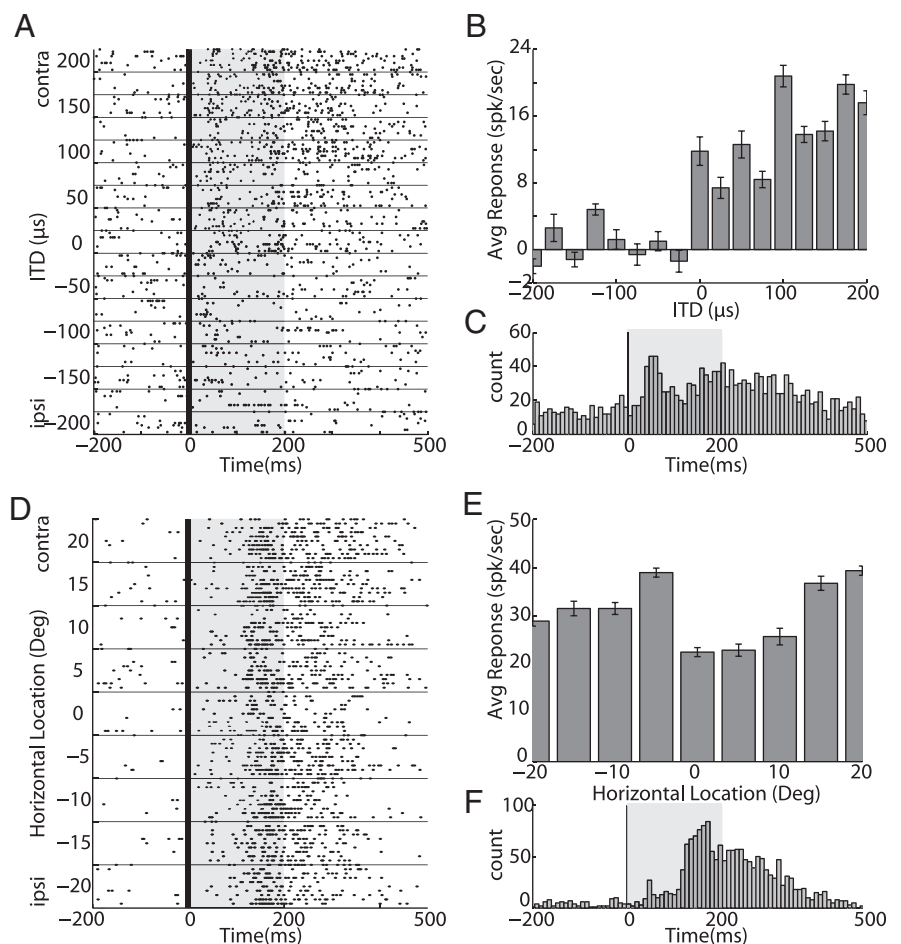 A
contra
200
150
100
50
0
−50
−100
−150
−200
ITD (µs)
ipsi
−200 0 200 500
Time(ms)
B
Avg Reponse (spk/sec)
24
16
8
0
−2
−200 −100 0 100 200
ITD (µs)
C
count
60
40
20
0
−200 0 200 500
Time(ms)
D
contra
20
15
10
5
0
−5
−10
−15
−20
Horizontal Location (Deg)
ipsi
−200 0 200 500
Time(ms)
E
Avg Reponse (spk/sec)
50
40
30
20
10
0
−20 −10 0 10 20
Horizontal Location (Deg)
F
count
100
50
0
−200 0 200 500
Time(ms)